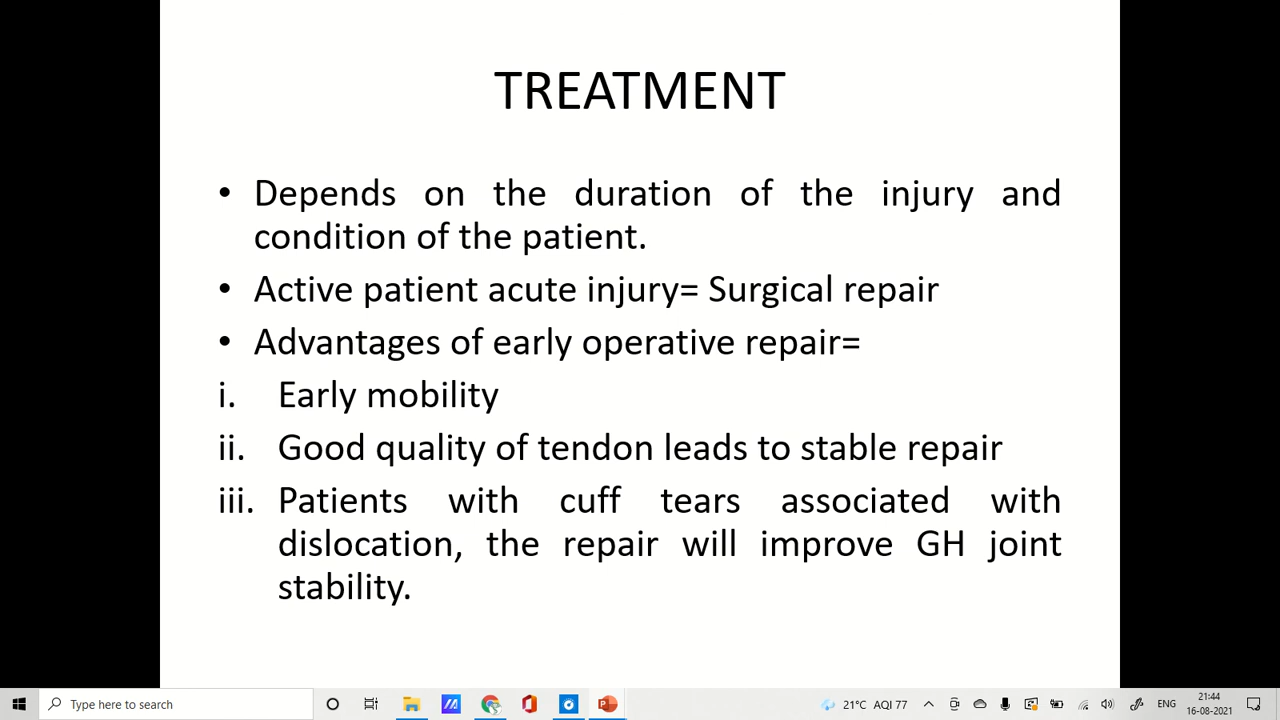 TREATMENT
• Depends on the duration of the injury and
condition of the patient.
• Active patient acute injury= Surgical repair
• Advantages of early operative repair=
i. Early mobility
ii. Good quality of tendon leads to stable repair
iii. Patients with cuff tears associated with
dislocation, the repair will improve GH joint
stability.
Type here to search
21°C AQI 77
ENG
21:44
16-08-2021